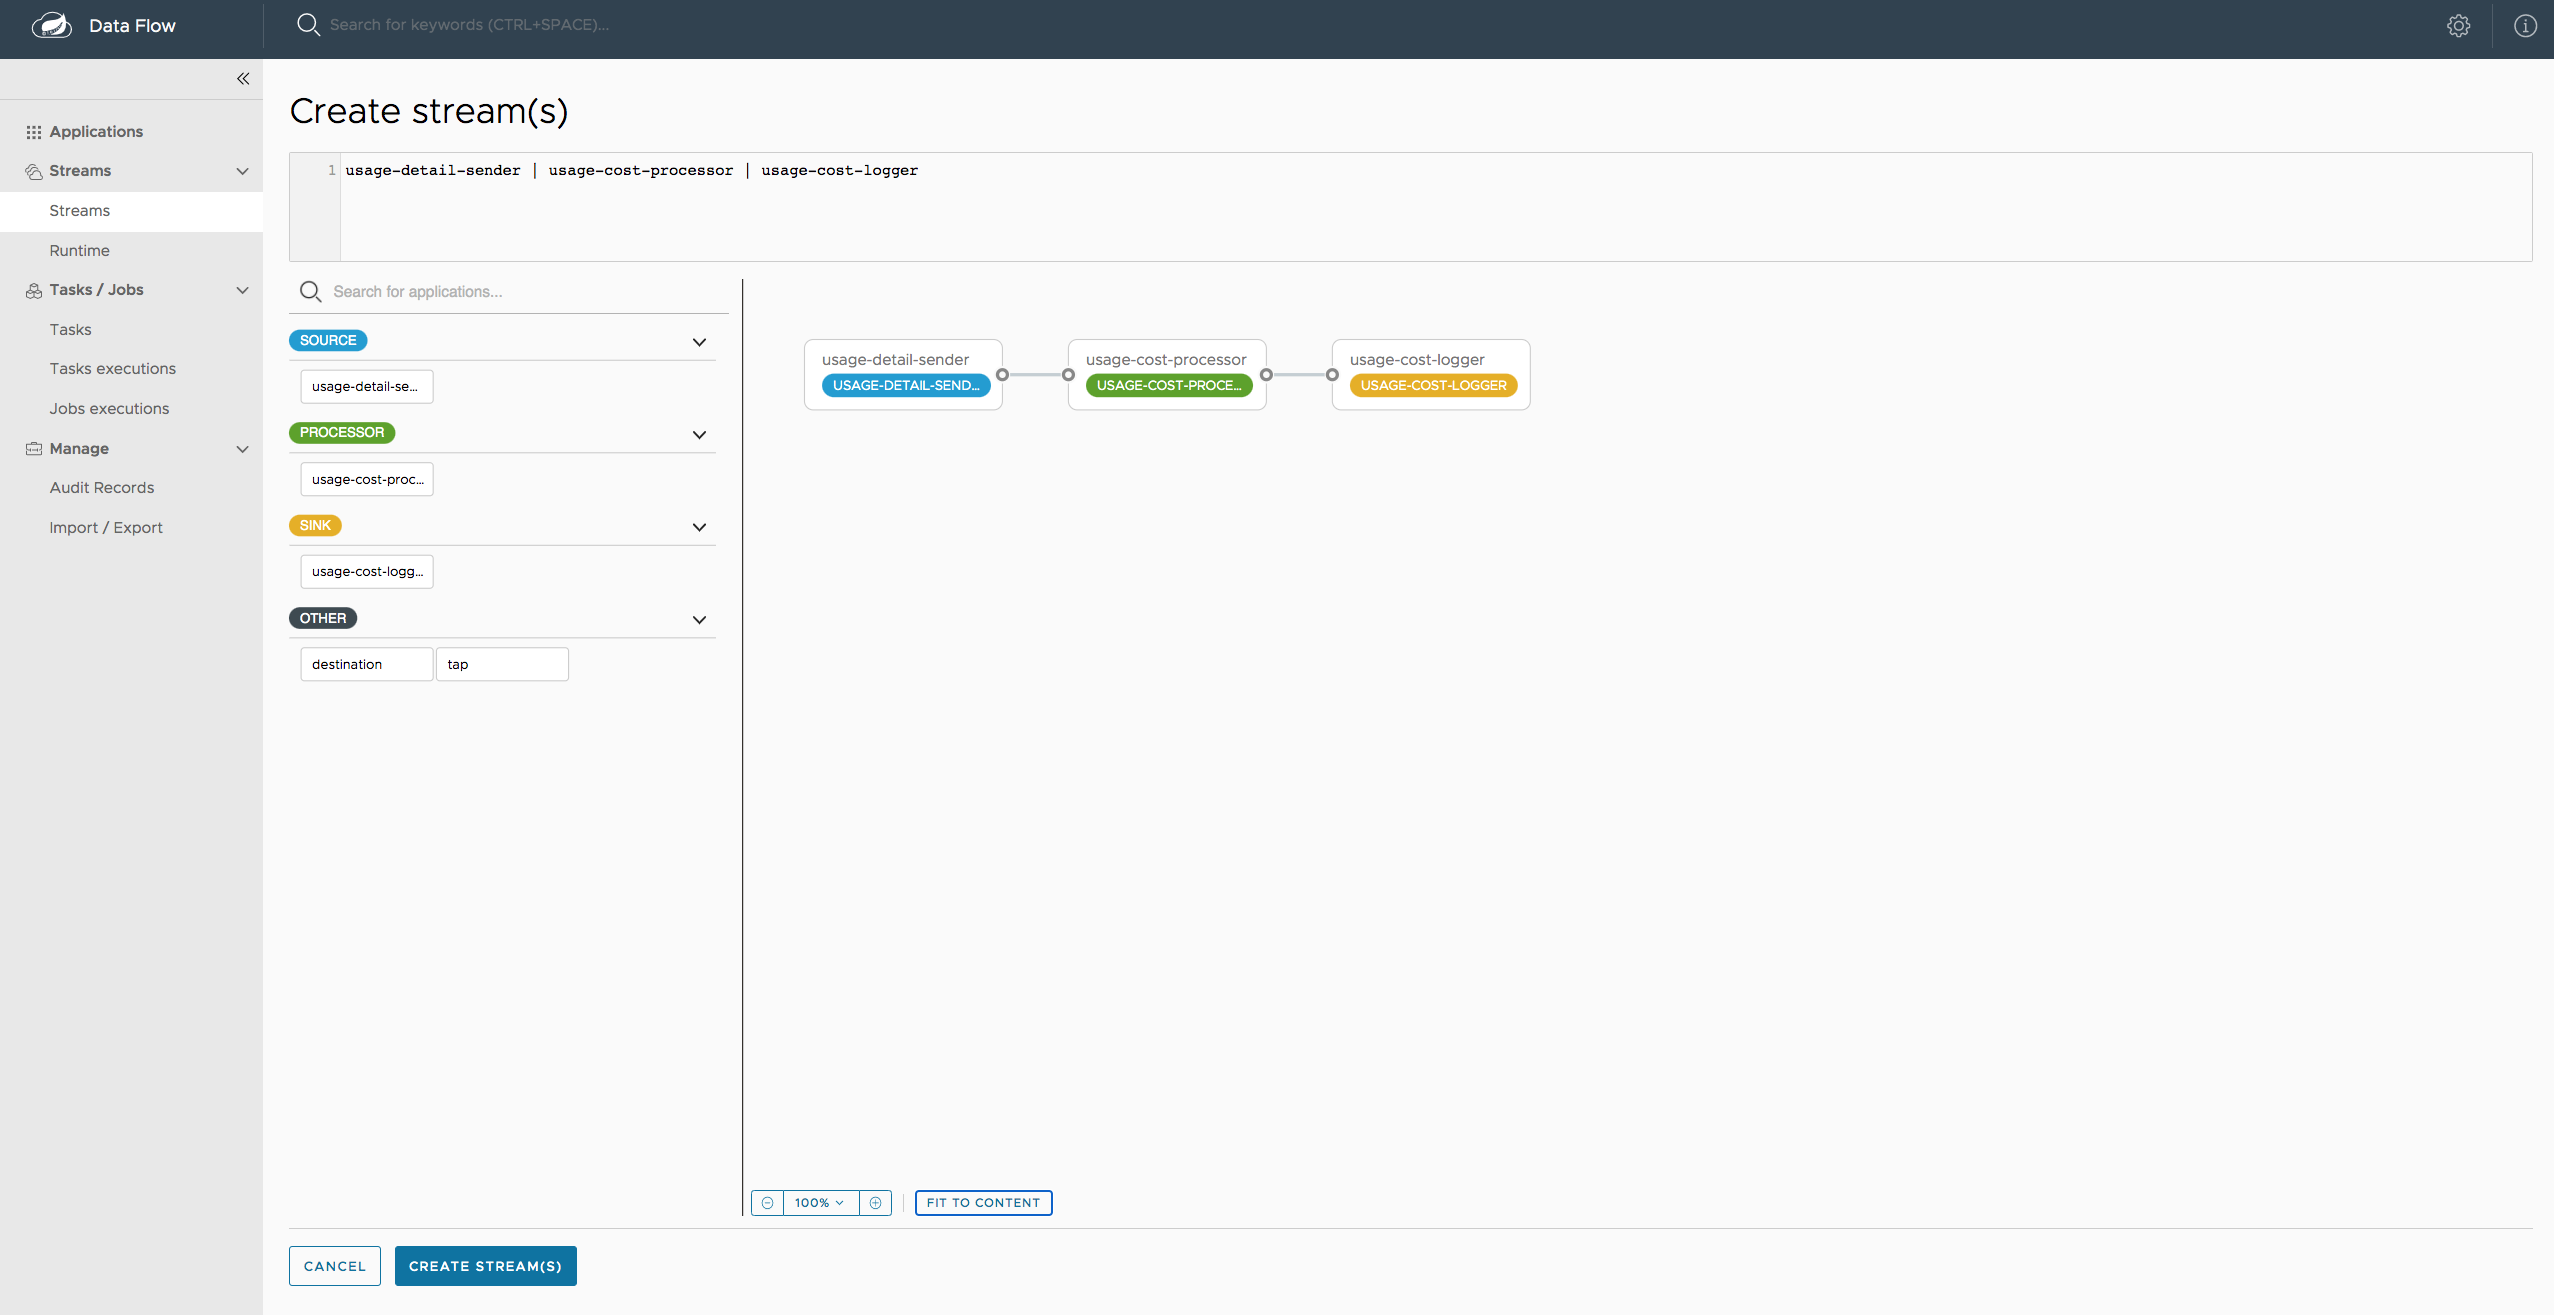 Data Flow
Search for keywords (CTRL+SPACE)...
Applications
Streams
Streams
Runtime
Tasks / Jobs
Tasks
Tasks executions
Jobs executions
Manage
Audit Records
Import / Export
Create stream(s)
1 usage-detail-sender | usage-cost-processor | usage-cost-logger
Search for applications...
SOURCE
usage-detail-se...
PROCESSOR
usage-cost-proc...
SINK
usage-cost-logg...
OTHER
destination tap
usage-detail-sender
USAGE-DETAIL-SEND...
usage-cost-processor
USAGE-COST-PROCE...
usage-cost-logger
USAGE-COST-LOGGER
100% FIT TO CONTENT
CANCEL CREATE STREAM(S)